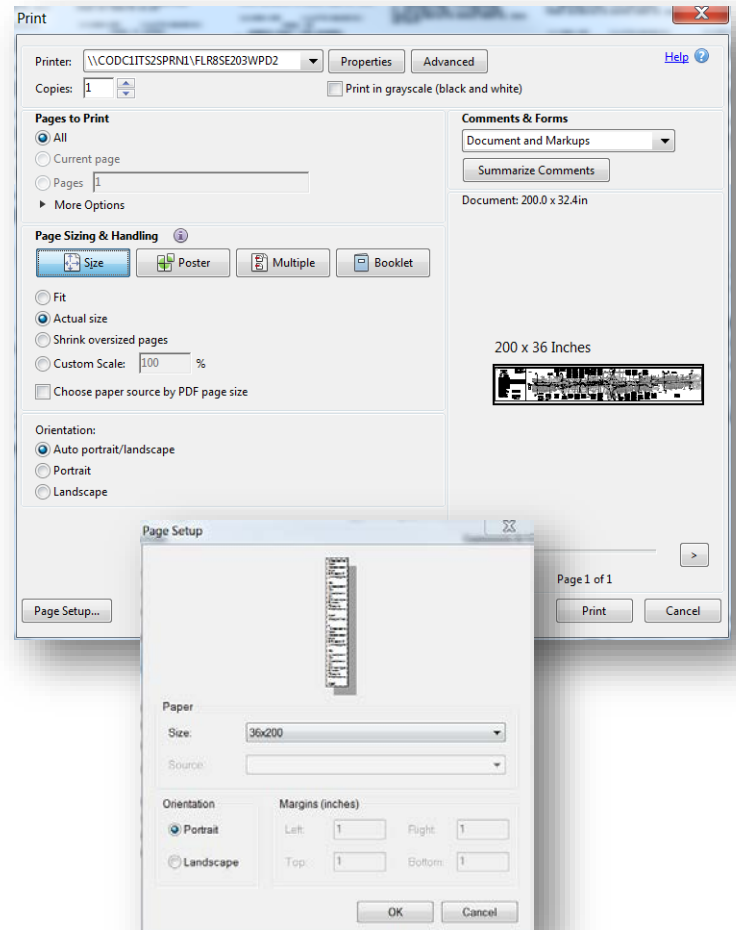 Print
X
Printer: \\CODC1ITS2SPRN1\FLR8SE203WPD2 Properties Advanced Help ?
Copies: 1 Print in grayscale (black and white)
Pages to Print
All
Current page
Pages 1
More Options
Comments & Forms
Document and Markups
Summarize Comments
Document: 200.0 x 32.4in
Page Sizing & Handling i
Size Poster Multiple Booklet
Fit
Actual size
Shrink oversized pages
Custom Scale: 100 %
Choose paper source by PDF page size
200 x 36 Inches
Orientation:
Auto portrait/landscape
Portrait
Landscape
>
Page 1 of 1
Page Setup... Print Cancel
Page Setup
X
Paper
Size: 36x200
Source:
Orientation
Portrait
Landscape
Margins (inches)
Left: 1 Right: 1
Top: 1 Bottom: 1
OK Cancel